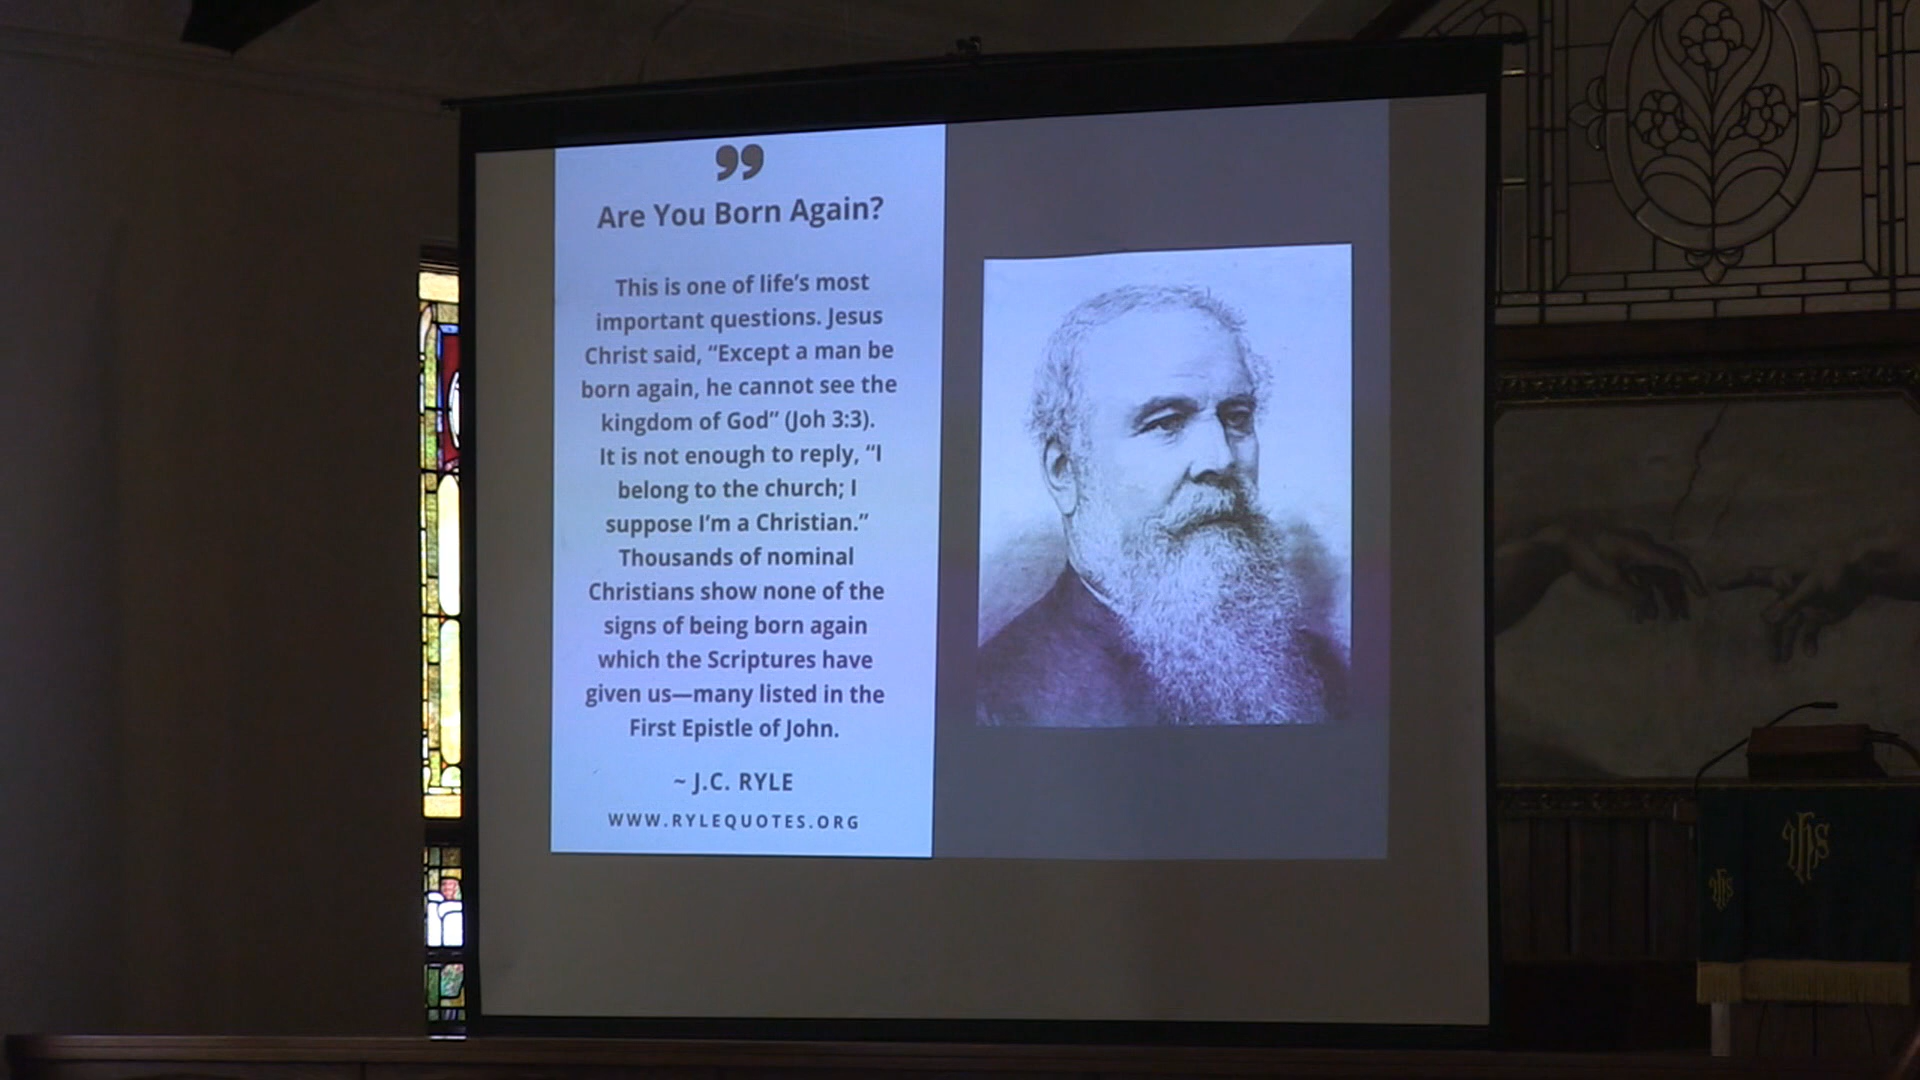 ”
Are You Born Again?
This is one of life’s most
important questions. Jesus
Christ said, “Except a man be
born again, he cannot see the
kingdom of God” (Joh 3:3).
It is not enough to reply, “I
belong to the church; I
suppose I’m a Christian.”
Thousands of nominal
Christians show none of the
signs of being born again
which the Scriptures have
given us—many listed in the
First Epistle of John.
~ J.C. RYLE
WWW.RYLEQUOTES.ORG
IHS
IHS